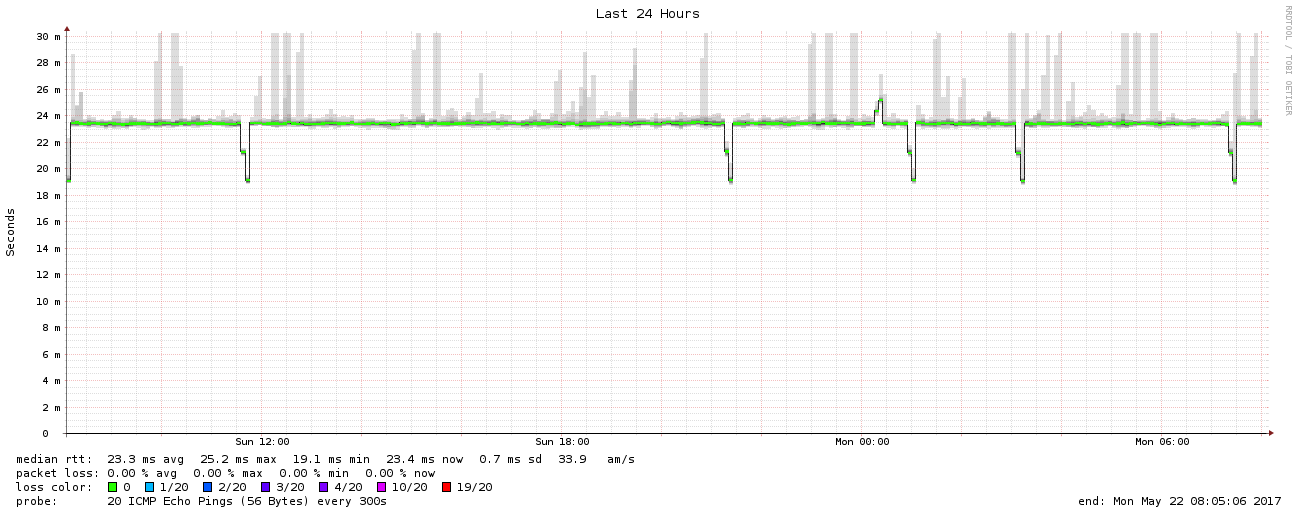 Last 24 Hours
RRDTOOL / TOBI OETIKER
Seconds
30 m
28 m
26 m
24 m
22 m
20 m
18 m
16 m
14 m
12 m
10 m
8 m
6 m
4 m
2 m
0
Sun 12:00 Sun 18:00 Mon 00:00 Mon 06:00
median rtt: 23.3 ms avg 25.2 ms max 19.1 ms min 23.4 ms now 0.7 ms sd 33.9 am/s
packet loss: 0.00 % avg 0.00 % max 0.00 % min 0.00 % now
loss color: 0 1/20 2/20 3/20 4/20 10/20 19/20
probe: 20 ICMP Echo Pings (56 Bytes) every 300s end: Mon May 22 08:05:06 2017